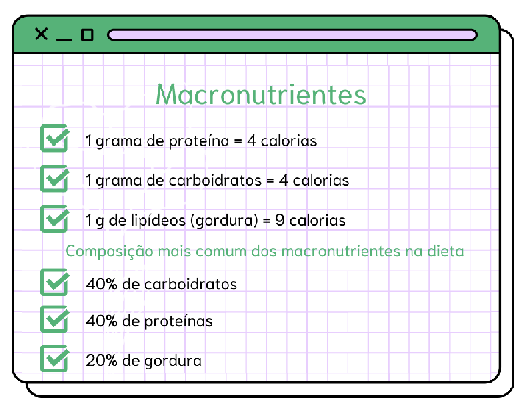 Macronutrientes
1 grama de proteína = 4 calorias
1 grama de carboidratos = 4 calorias
1 g de lipídeos (gordura) = 9 calorias
Composição mais comum dos macronutrientes na dieta
40% de carboidratos
40% de proteínas
20% de gordura